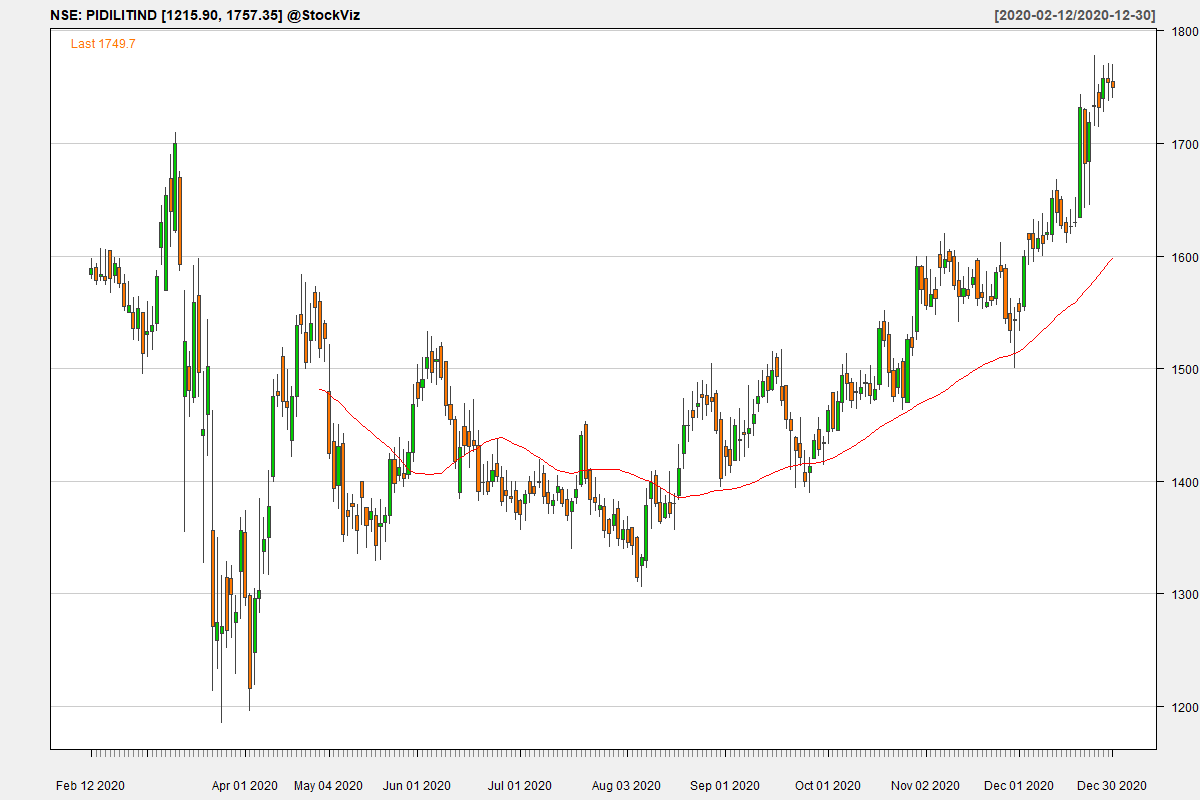 NSE: PIDILITIND [1215.90, 1757.35] @StockViz
[2020-02-12/2020-12-30]
Last 1749.7
1800
1700
1600
1500
1400
1300
1200
Feb 12 2020
Apr 01 2020
May 04 2020
Jun 01 2020
Jul 01 2020
Aug 03 2020
Sep 01 2020
Oct 01 2020
Nov 02 2020
Dec 01 2020
Dec 30 2020